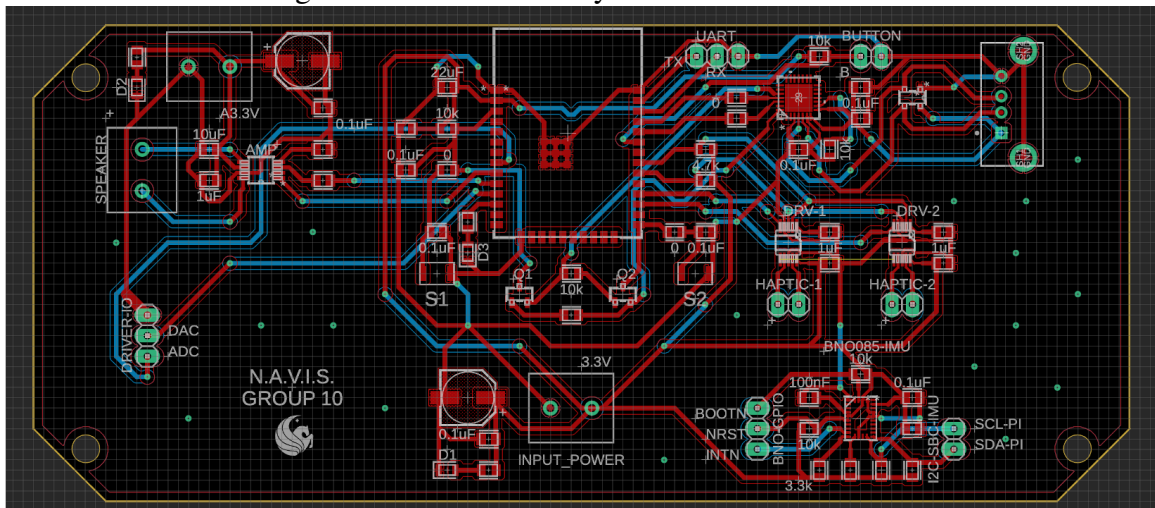 UART
10k
BUTTON
TX
RX
B
D2
A3.3V
22uF
0
29
0.1uF
SPEAKER
10uF
AMP
0.1uF
10k
0.1uF
0
4.7k
0.1uF
10k
1uF
DRV-1
DRV-2
0.1uF
D3
0
0.1uF
1uF
1uF
S1
Q1
10k
Q2
S2
HAPTIC-1
HAPTIC-2
DRIVER-IO
DAC
ADC
BNO085-IMU
10k
3.3V
N.A.V.I.S.
GROUP 10
100nF
0.1uF
BOOTN
NRST
INTN
BNO-GPIO
10k
I2C-SBC-IMU
SCL-PI
SDA-PI
0.1uF
D1
INPUT_POWER
3.3k